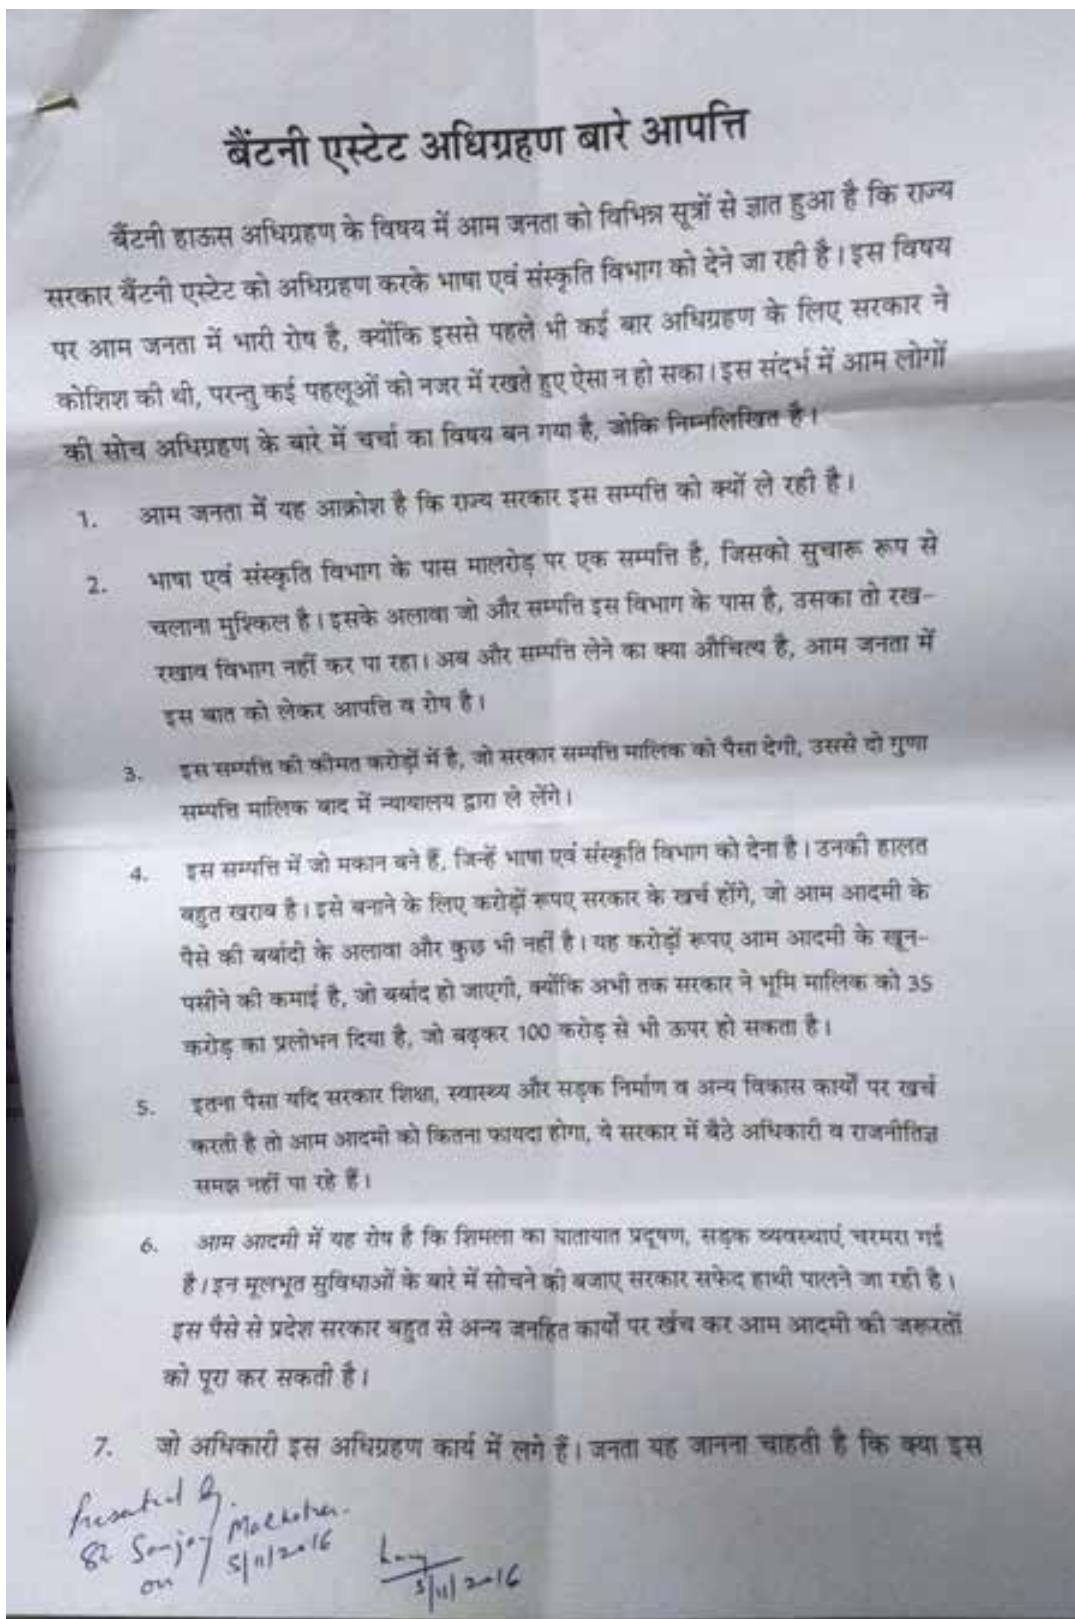 बैंटनी एस्टेट अधिग्रहण बारे आपत्ति
बैंटनी हाऊस अधिग्रहण के विषय में आम जनता को विभिन्न सूत्रों से ज्ञात हुआ है कि राज्य
सरकार बैंटनी एस्टेट को अधिग्रहण करके भाषा एवं संस्कृति विभाग को देने जा रही है। इस विषय
पर आम जनता में भारी रोष है, क्योंकि इससे पहले भी कई बार अधिग्रहण के लिए सरकार ने
कोशिश की थी, परन्तु कई पहलूओं को नजर में रखते हुए ऐसा न हो सका। इस संदर्भ में आम लोगों
की सोच अधिग्रहण के बारे में चर्चा का विषय बन गया है, जोकि निम्नलिखित है।
1. आम जनता में यह आक्रोश है कि राज्य सरकार इस सम्पत्ति को क्यों ले रही है।
2. भाषा एवं संस्कृति विभाग के पास मालरोड़ पर एक सम्पत्ति है, जिसको सुचारू रूप से
चलाना मुश्किल है। इसके अलावा जो और सम्पत्ति इस विभाग के पास है, उसका तो रख-
रखाव विभाग नहीं कर पा रहा। अब और सम्पत्ति लेने का क्या औचित्य है, आम जनता में
इस बात को लेकर आपत्ति व रोष है।
3. इस सम्पत्ति की कीमत करोड़ों में है, जो सरकार सम्पत्ति मालिक को पैसा देगी, उससे दो गुणा
सम्पत्ति मालिक बाद में न्यायालय द्वारा ले लेंगे।
4. इस सम्पत्ति में जो मकान बने हैं, जिन्हें भाषा एवं संस्कृति विभाग को देना है। उनकी हालत
बहुत खराब है। इसे बनाने के लिए करोड़ों रूपए सरकार के खर्च होंगे, जो आम आदमी के
पैसे की बर्बादी के अलावा और कुछ भी नहीं है। यह करोड़ों रूपए आम आदमी के खून-
पसीने की कमाई है, जो बर्बाद हो जाएगी, क्योंकि अभी तक सरकार ने भूमि मालिक को 35
करोड़ का प्रलोभन दिया है, जो बढ़कर 100 करोड़ से भी ऊपर हो सकता है।
5. इतना पैसा यदि सरकार शिक्षा, स्वास्थ्य और सड़क निर्माण व अन्य विकास कार्यों पर खर्च
करती है तो आम आदमी को कितना फायदा होगा, ये सरकार में बैठे अधिकारी व राजनीतिज्ञ
समझ नहीं पा रहे हैं।
6. आम आदमी में यह रोष है कि शिमला का यातायात प्रदूषण, सड़क व्यवस्थाएं चरमरा गई
है। इन मूलभूत सुविधाओं के बारे में सोचने की बजाए सरकार सफेद हाथी पालने जा रही है।
इस पैसे से प्रदेश सरकार बहुत से अन्य जनहित कार्यों पर खंच कर आम आदमी की जरूरतों
को पूरा कर सकती है।
7. जो अधिकारी इस अधिग्रहण कार्य में लगे हैं। जनता यह जानना चाहती है कि क्या इस
Presented by
Sh Sanjay Malhotra.
on 5/11/2016
5/11/2016